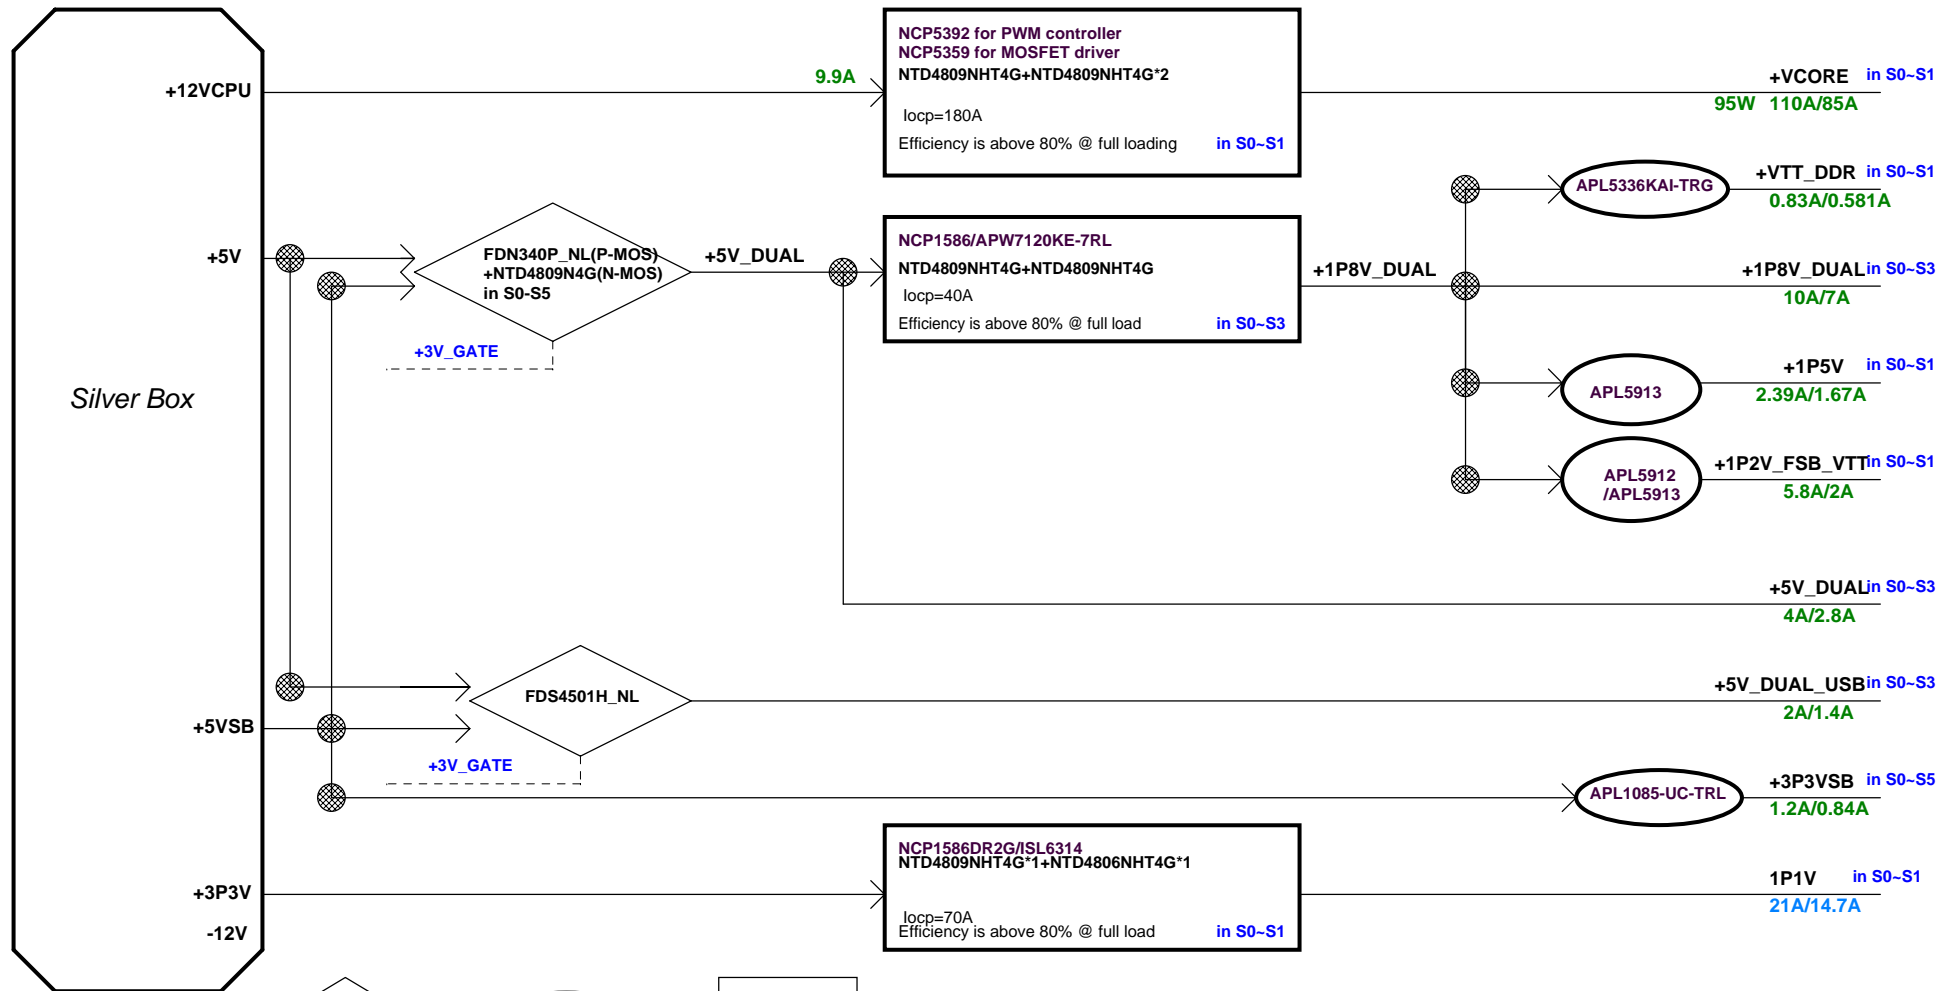 NCP5392 for PWM controller
NCP5359 for MOSFET driver
NTD4809NHT4G+NTD4809NHT4G*2
Iocp=180A
Efficiency is above 80% @ full loading in S0~S1
+12VCPU
9.9A
+VCORE in S0~S1
95W 110A/85A
APL5336KAI-TRG
+VTT_DDR in S0~S1
0.83A/0.581A
+5V
FDN340P_NL(P-MOS)
+NTD4809N4G(N-MOS)
in S0-S5
+3V_GATE
+5V_DUAL
NCP1586/APW7120KE-7RL
NTD4809NHT4G+NTD4809NHT4G
Iocp=40A
Efficiency is above 80% @ full load in S0~S3
+1P8V_DUAL
+1P8V_DUAL in S0~S3
10A/7A
Silver Box
APL5913
+1P5V in S0~S1
2.39A/1.67A
APL5912
/APL5913
+1P2V_FSB_VTT in S0~S1
5.8A/2A
+5V_DUAL in S0~S3
4A/2.8A
FDS4501H_NL
+5V_DUAL_USB in S0~S3
2A/1.4A
+5VSB
+3V_GATE
APL1085-UC-TRL
+3P3VSB in S0~S5
1.2A/0.84A
+3P3V
NCP1586DR2G/ISL6314
NTD4809NHT4G*1+NTD4806NHT4G*1
Iocp=70A
Efficiency is above 80% @ full load in S0~S1
1P1V in S0~S1
21A/14.7A
-12V